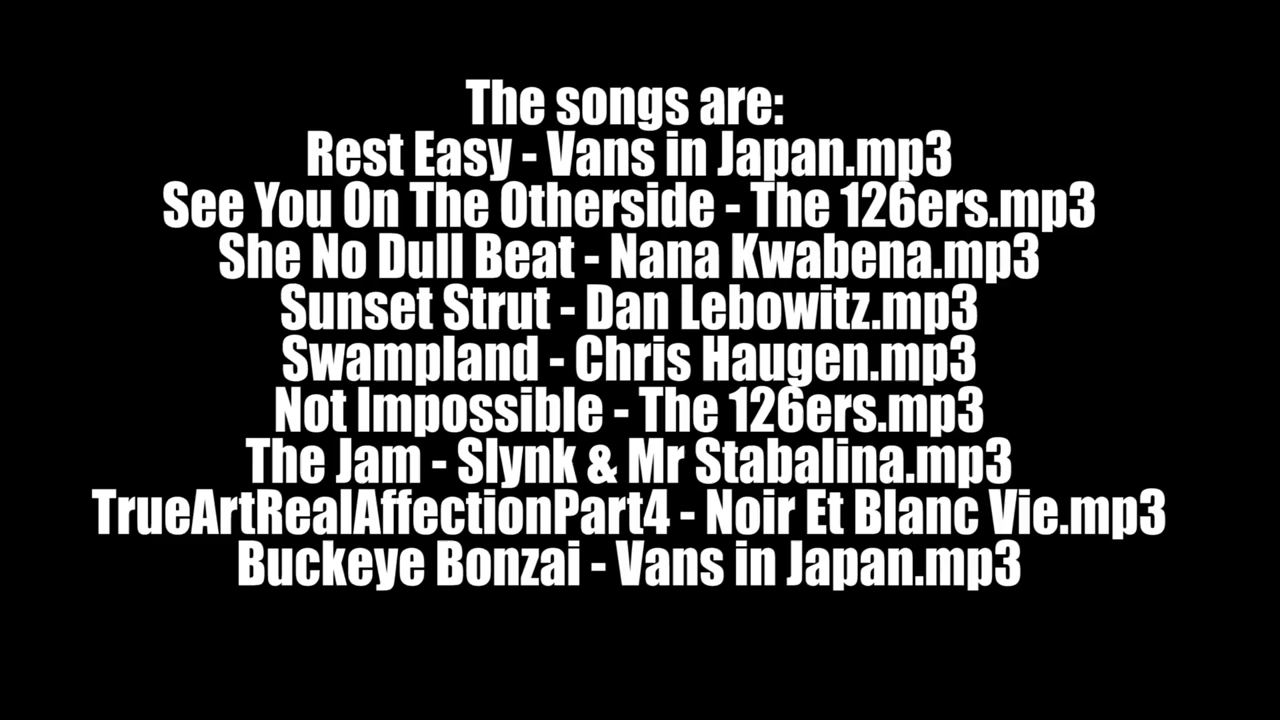 The songs are:
Rest Easy - Vans in Japan.mp3
See You On The Otherside - The 126ers.mp3
She No Dull Beat - Nana Kwabena.mp3
Sunset Strut - Dan Lebowitz.mp3
Swampland - Chris Haugen.mp3
Not Impossible - The 126ers.mp3
The Jam - Slynk & Mr Stabalina.mp3
TrueArtRealAffectionPart4 - Noir Et Blanc Vie.mp3
Buckeye Bonzai - Vans in Japan.mp3